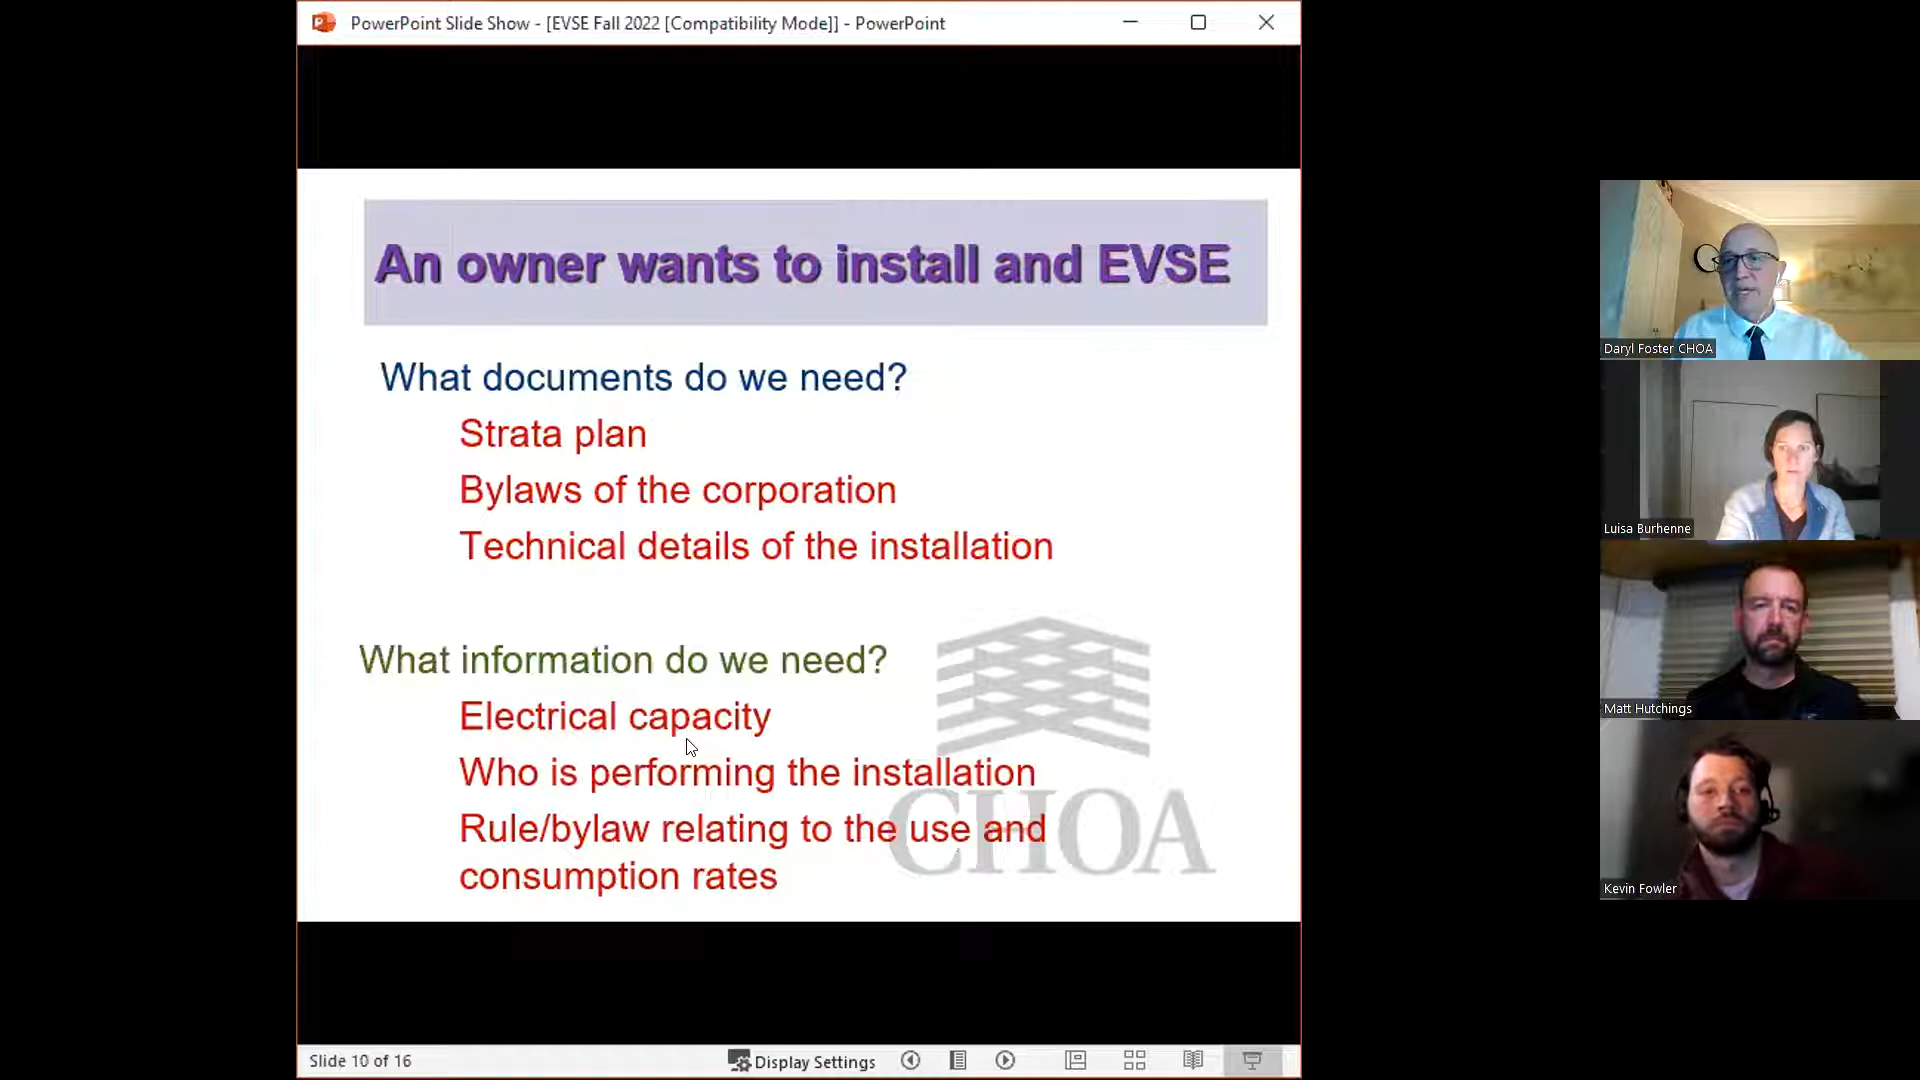 PowerPoint Slide Show - [EVSE Fall 2022 [Compatibility Mode]] - PowerPoint
An owner wants to install and EVSE
What documents do we need?
Strata plan
Bylaws of the corporation
Technical details of the installation
What information do we need?
Electrical capacity
Who is performing the installation
Rule/bylaw relating to the use and
consumption rates
CHOA
Slide 10 of 16
Display Settings
Daryl Foster CHOA
Luisa Burhenne
Matt Hutchings
Kevin Fowler